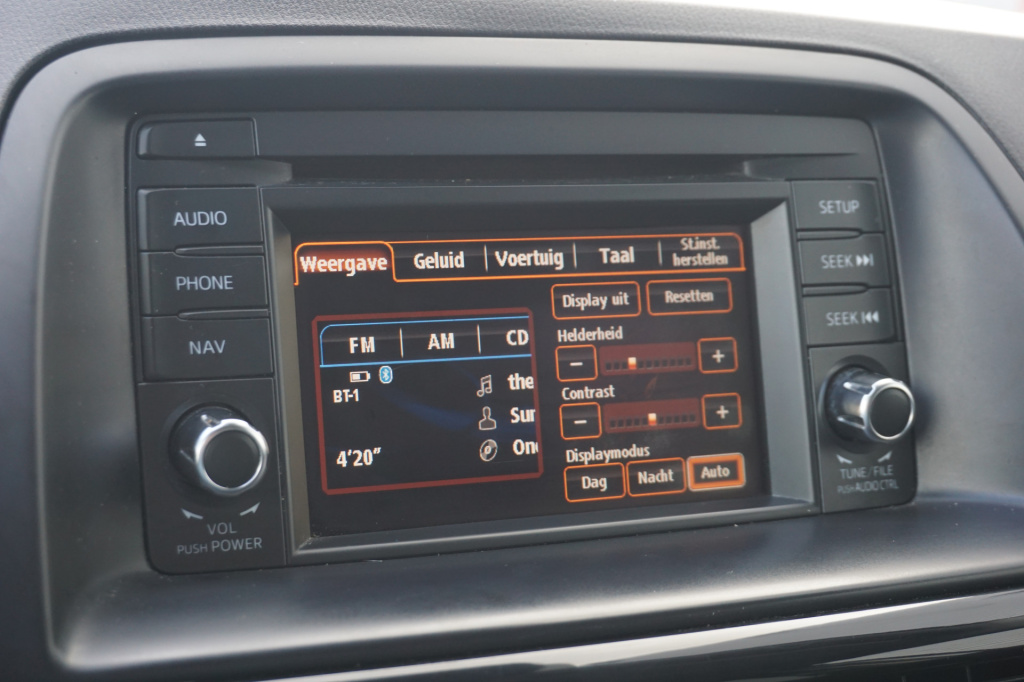 AUDIO
PHONE
NAV
VOL
PUSH POWER
Weergave Geluid Voertuig Taal St.inst. herstellen
Display uit Resetten
FM AM CD
BT-1
the
Sur
4'20"
One
Helderheid
- +
Contrast
- +
Displaymodus
Dag Nacht Auto
SETUP
SEEK
SEEK
TUNE/FILE
PUSH AUDIO CTRL